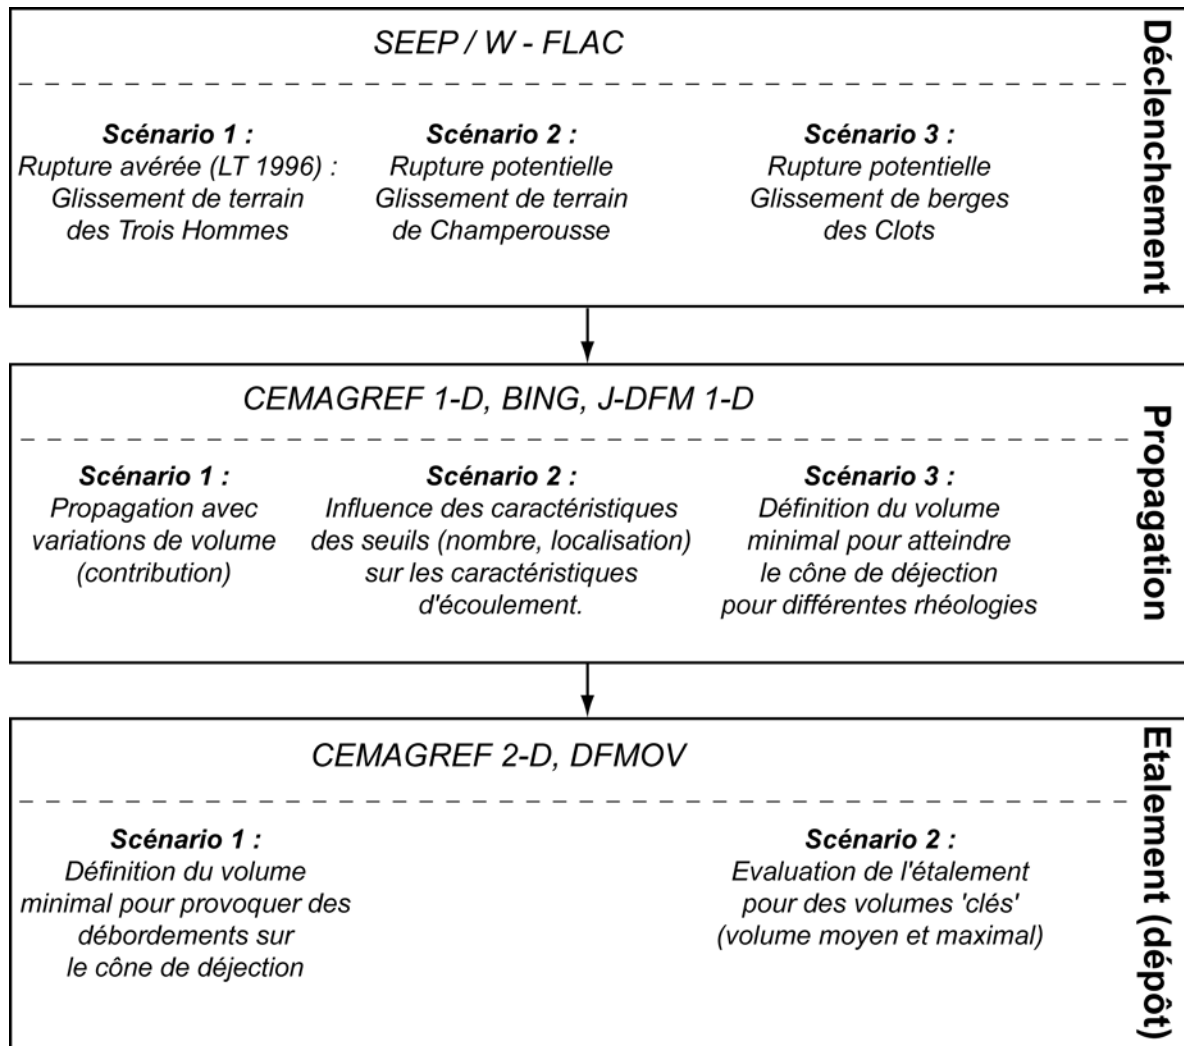 SEEP / W - FLAC
Déclenchement
Scénario 1 :
Rupture avérée (LT 1996) :
Glissement de terrain
des Trois Hommes
Scénario 2 :
Rupture potentielle
Glissement de terrain
de Champerousse
Scénario 3 :
Rupture potentielle
Glissement de berges
des Clots
CEMAGREF 1-D, BING, J-DFM 1-D
Propagation
Scénario 1 :
Propagation avec
variations de volume
(contribution)
Scénario 2 :
Influence des caractéristiques
des seuils (nombre, localisation)
sur les caractéristiques
d'écoulement.
Scénario 3 :
Définition du volume
minimal pour atteindre
le cône de déjection
pour différentes rhéologies
CEMAGREF 2-D, DFMOV
Etalement (dépôt)
Scénario 1 :
Définition du volume
minimal pour provoquer des
débordements sur
le cône de déjection
Scénario 2 :
Evaluation de l'étalement
pour des volumes 'clés'
(volume moyen et maximal)